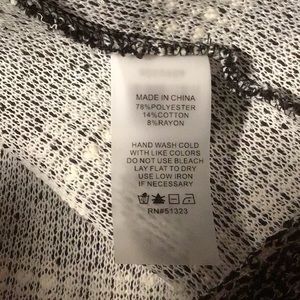 MADE IN CHINA
78%POLYESTER
14%COTTON
8%RAYON
HAND WASH COLD
WITH LIKE COLORS
DO NOT USE BLEACH
LAY FLAT TO DRY
USE LOW IRON
IF NECESSARY
RN#51323